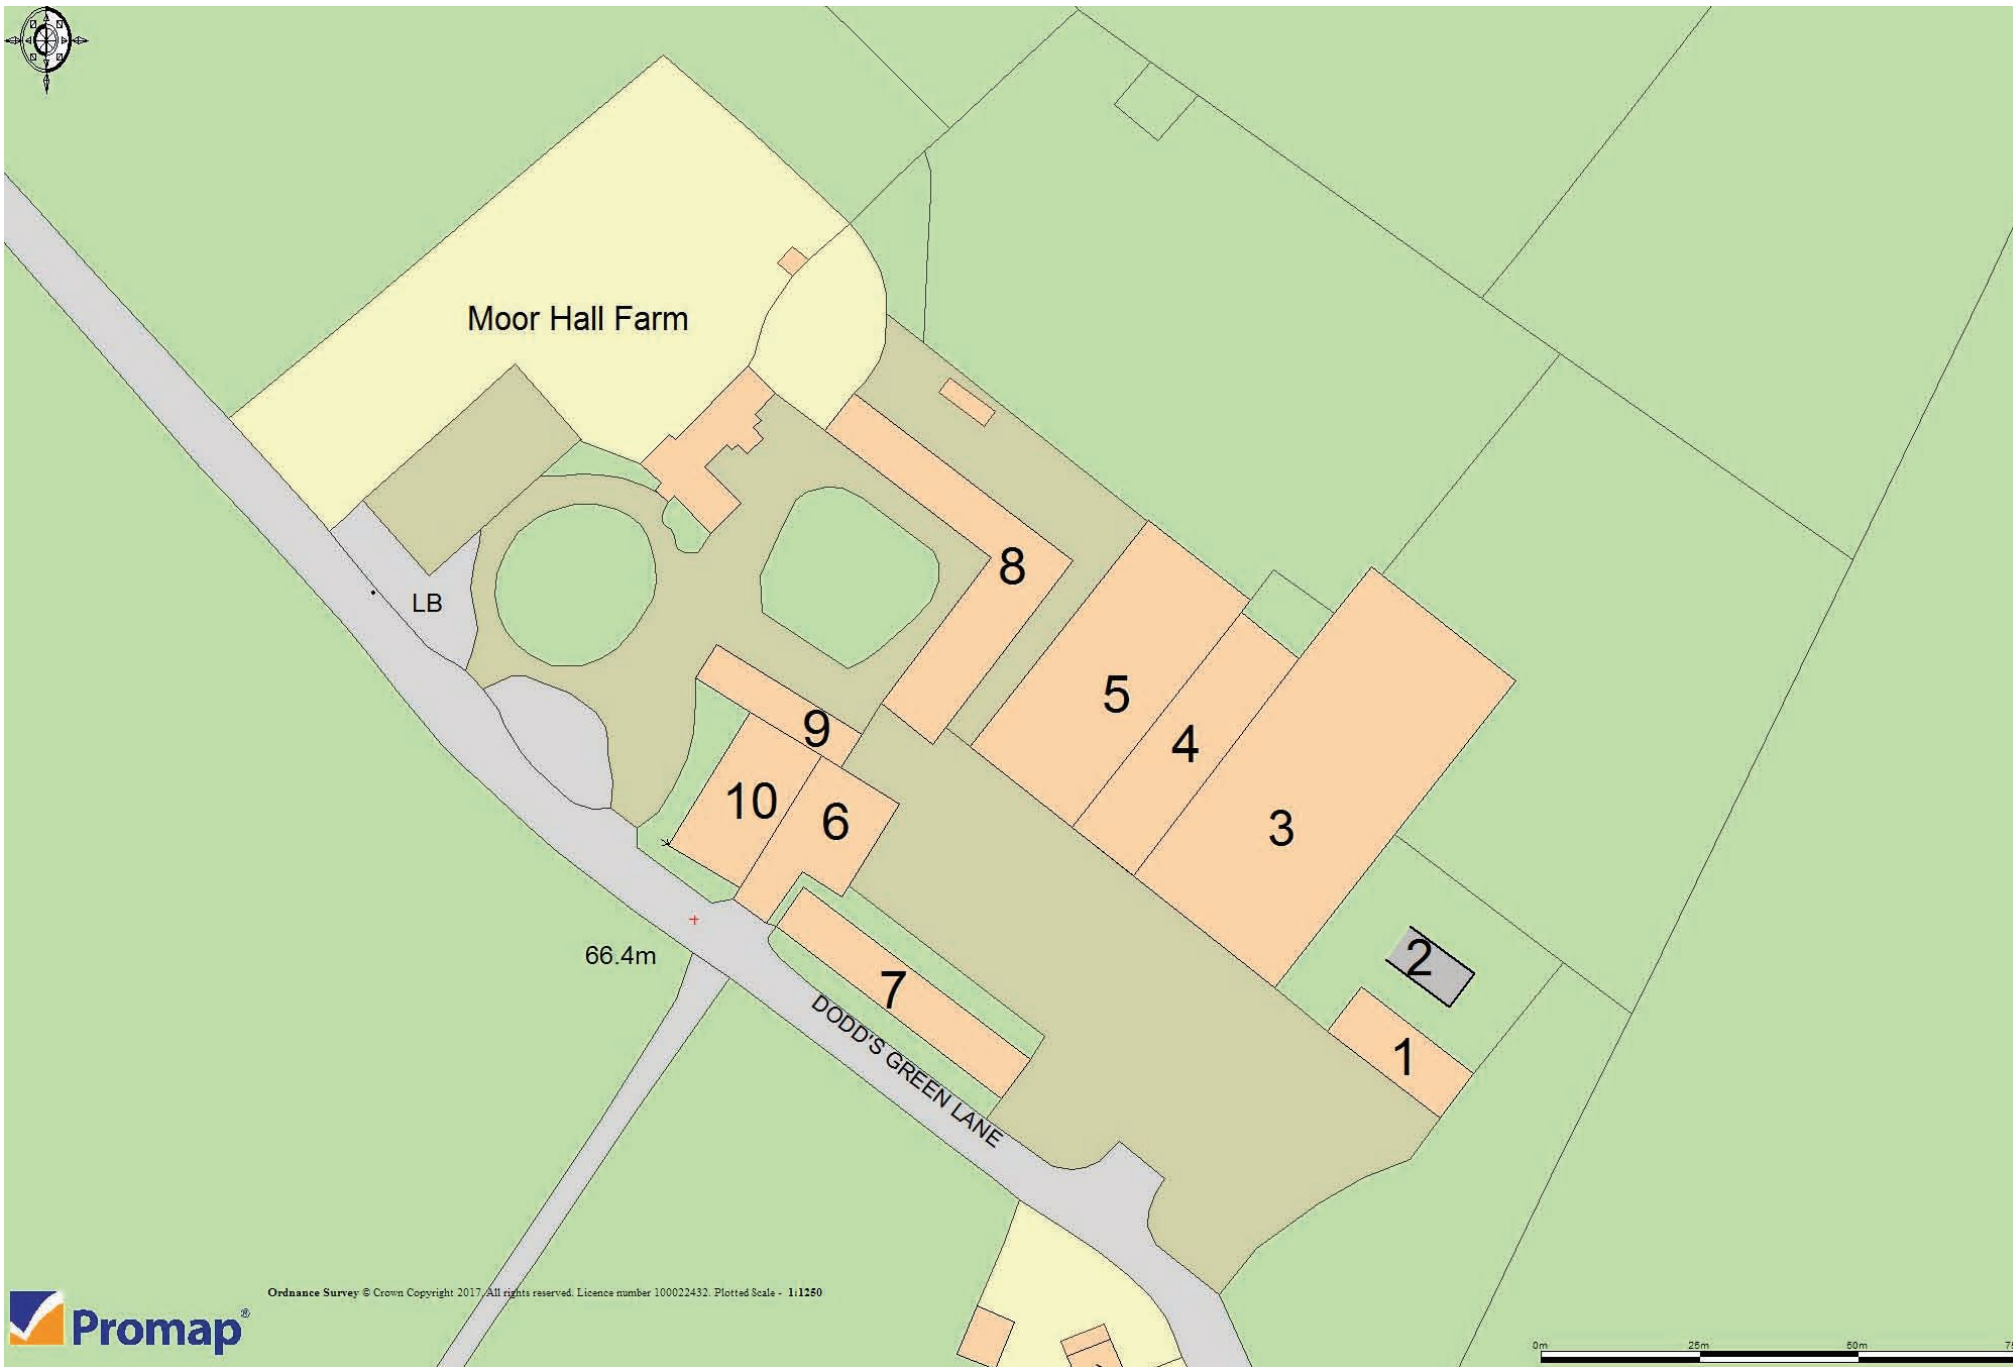 Moor Hall Farm
8
LB
5
4
9
10
6
3
66.4m
2
7
1
DODD'S GREEN LANE
Ordnance Survey © Crown Copyright 2017. All rights reserved. Licence number 100022432. Plotted Scale - 1:1250
Promap®
0m 25m 50m